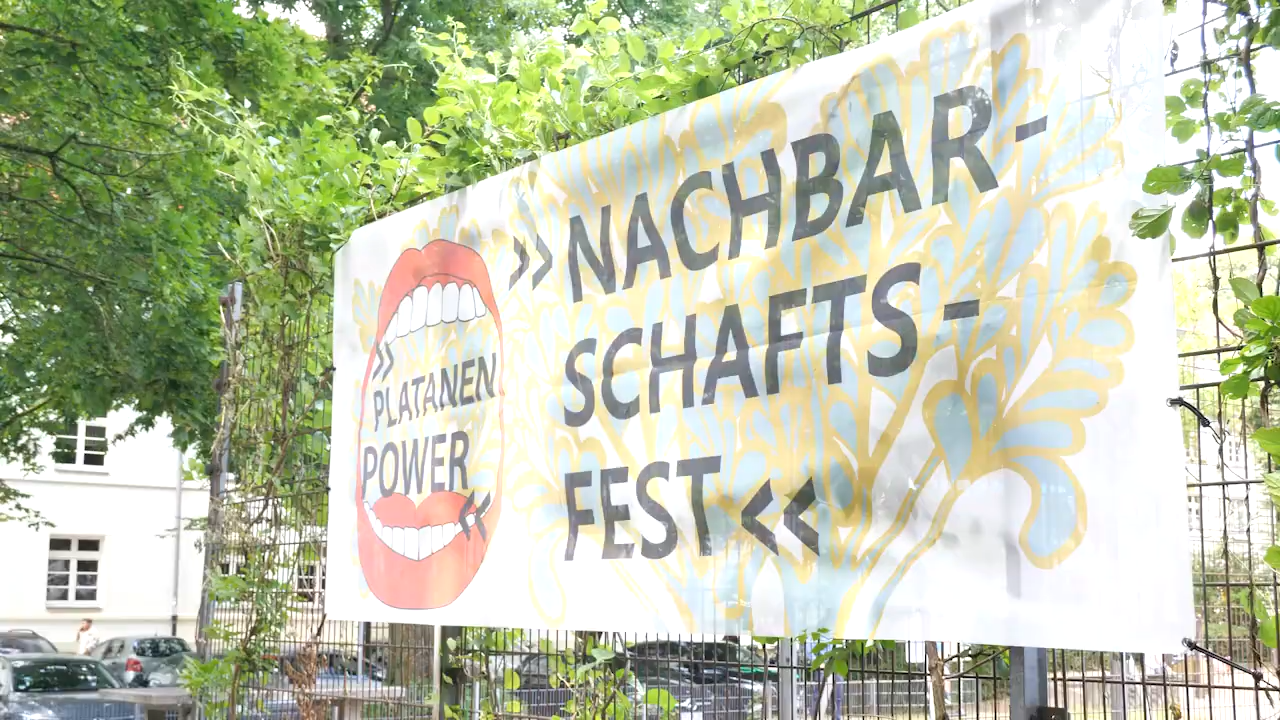 >>
PLATANEN
POWER
<<
>> NACHBAR-
SCHAFTS-
FEST <<